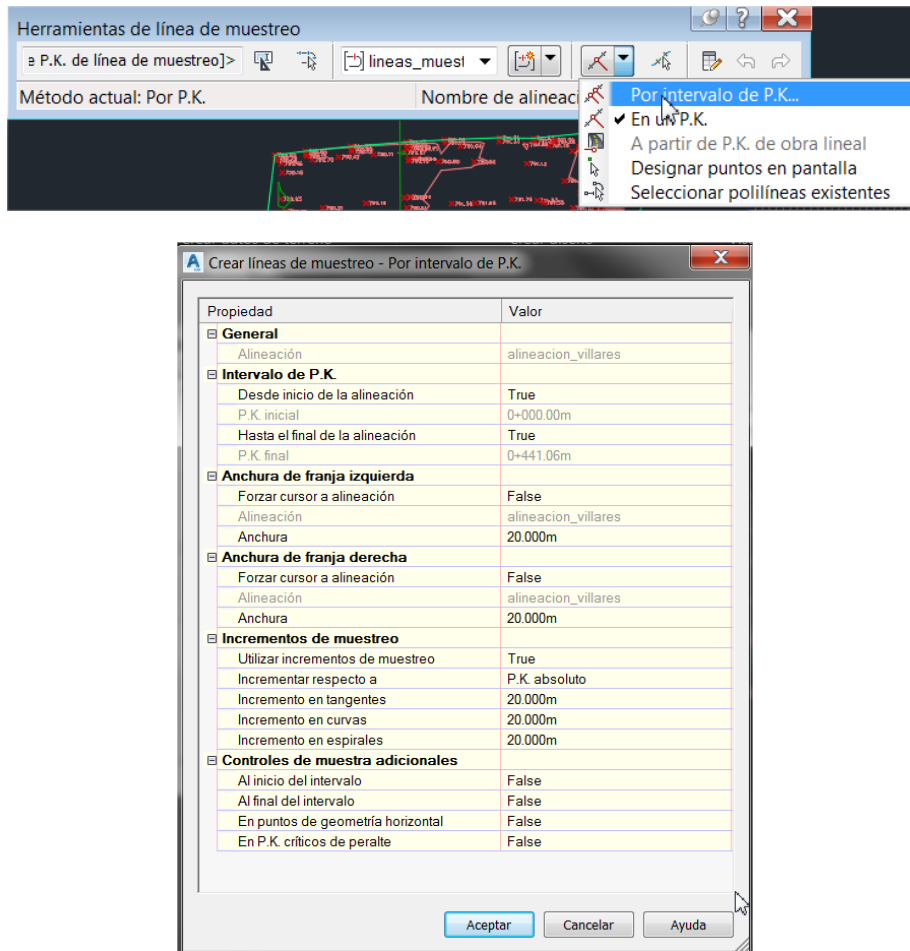 Herramientas de línea de muestreo
e P.K. de línea de muestreo]> lineas_muest
Método actual: Por P.K. Nombre de alineaci
Por intervalo de P.K...
En un P.K.
A partir de P.K. de obra lineal
Designar puntos en pantalla
Seleccionar polilíneas existentes
Crear líneas de muestreo - Por intervalo de P.K.
Propiedad Valor
General
Alineación alineacion_villares
Intervalo de P.K.
Desde inicio de la alineación True
P.K. inicial 0+000.00m
Hasta el final de la alineación True
P.K. final 0+441.06m
Anchura de franja izquierda
Forzar cursor a alineación False
Alineación alineacion_villares
Anchura 20.000m
Anchura de franja derecha
Forzar cursor a alineación False
Alineación alineacion_villares
Anchura 20.000m
Incrementos de muestreo
Utilizar incrementos de muestreo True
Incrementar respecto a P.K. absoluto
Incremento en tangentes 20.000m
Incremento en curvas 20.000m
Incremento en espirales 20.000m
Controles de muestra adicionales
Al inicio del intervalo False
Al final del intervalo False
En puntos de geometría horizontal False
En P.K. críticos de peralte False
Aceptar Cancelar Ayuda